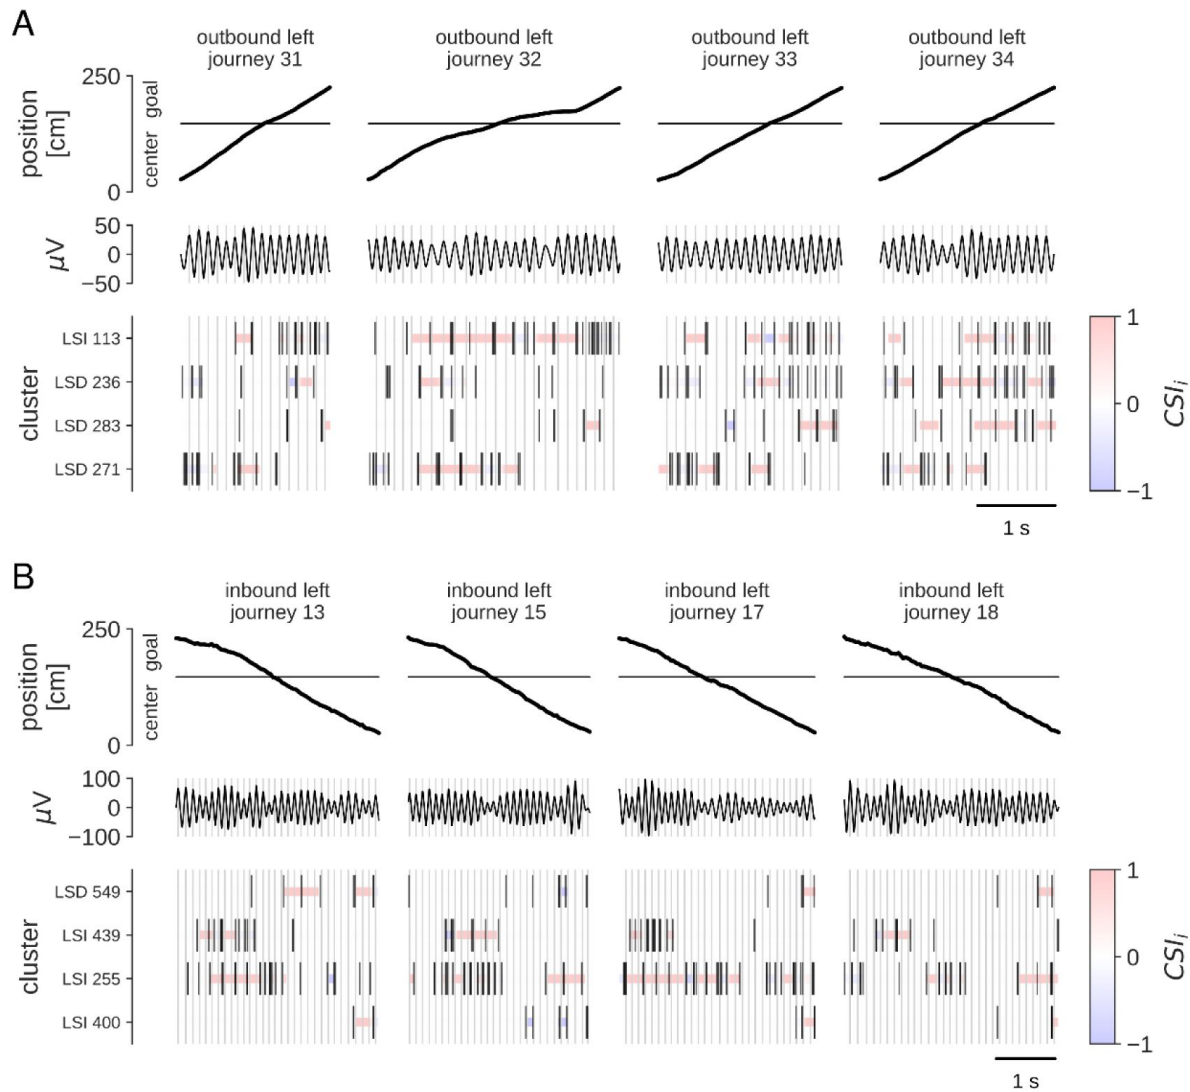 A
outbound left
journey 31
outbound left
journey 32
outbound left
journey 33
outbound left
journey 34
250
0
position
[cm]
center goal
50
0
−50
μV
LSI 113
LSD 236
LSD 283
LSD 271
cluster
1
0
−1
CSIi
1 s
B
inbound left
journey 13
inbound left
journey 15
inbound left
journey 17
inbound left
journey 18
250
0
position
[cm]
center goal
100
0
−100
μV
LSD 549
LSI 439
LSI 255
LSI 400
cluster
1
0
−1
CSIi
1 s